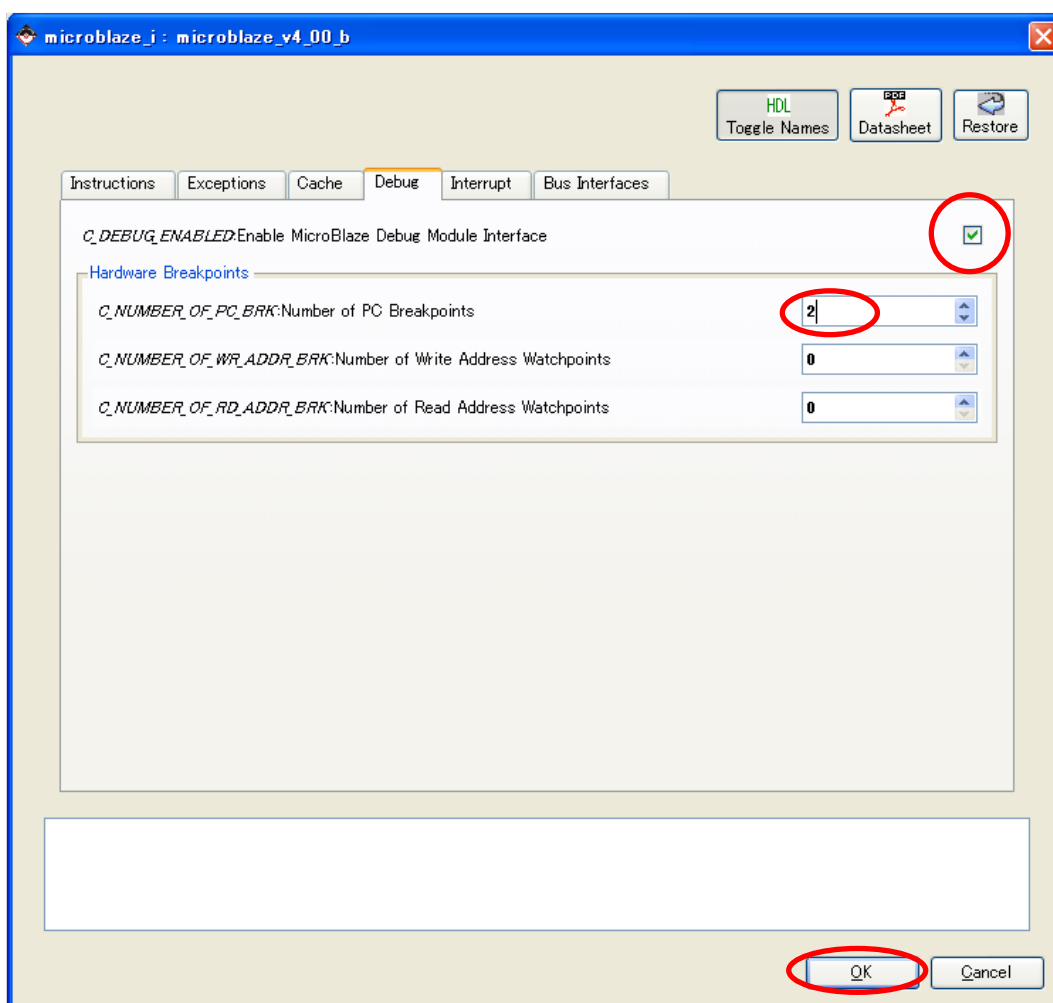 microblaze_i : microblaze_v4_00_b
HDL
Toggle Names
PDF
Datasheet
Restore
Instructions
Exceptions
Cache
Debug
Interrupt
Bus Interfaces
C_DEBUG_ENABLED:Enable MicroBlaze Debug Module Interface
Hardware Breakpoints
C_NUMBER_OF_PC_BRK:Number of PC Breakpoints
2
C_NUMBER_OF_WR_ADDR_BRK:Number of Write Address Watchpoints
0
C_NUMBER_OF_RD_ADDR_BRK:Number of Read Address Watchpoints
0
OK
Cancel